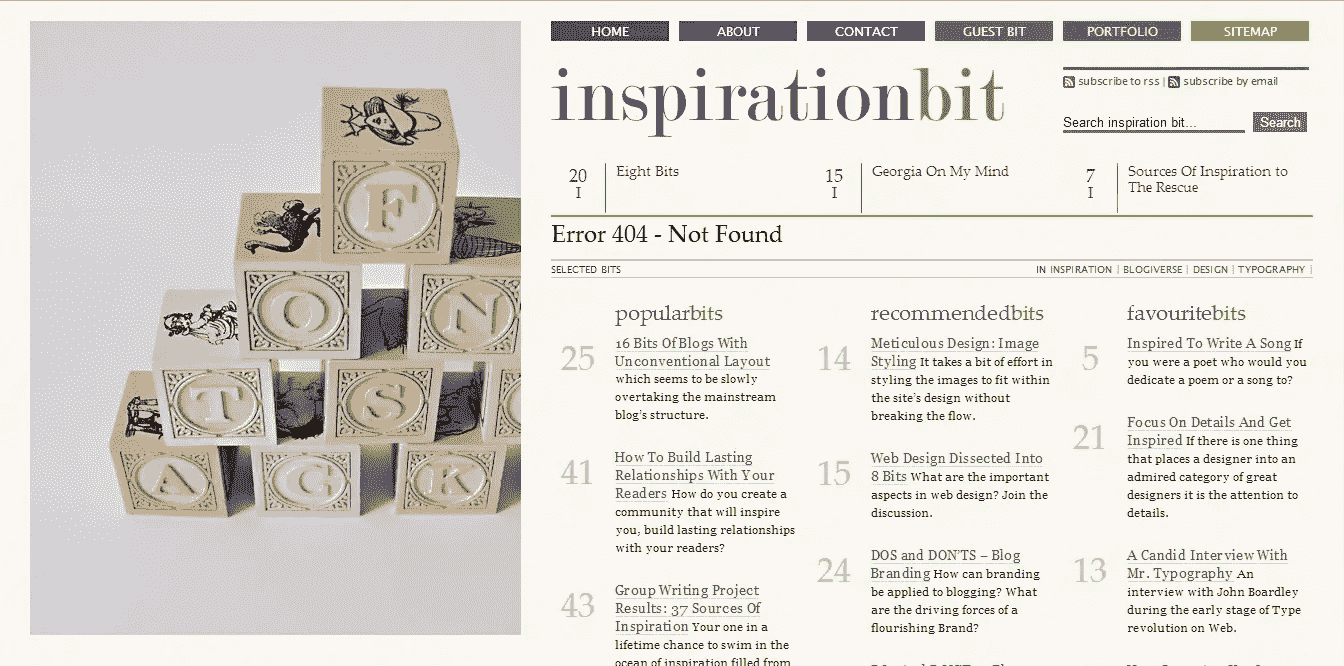 F
O N
T S
A G K
HOME ABOUT CONTACT GUEST BIT PORTFOLIO SITEMAP
inspirationbit
subscribe to rss | subscribe by email
Search inspiration bit... Search
20 I Eight Bits
15 I Georgia On My Mind
7 I Sources Of Inspiration to
The Rescue
Error 404 - Not Found
SELECTED BITS IN INSPIRATION | BLOGIVERSE | DESIGN | TYPOGRAPHY |
popularbits
25 16 Bits Of Blogs With
Unconventional Layout
which seems to be slowly
overtaking the mainstream
blog's structure.
41 How To Build Lasting
Relationships With Your
Readers How do you create a
community that will inspire
you, build lasting relationships
with your readers?
43 Group Writing Project
Results: 37 Sources Of
Inspiration Your one in a
lifetime chance to swim in the
ocean of inspiration filled from
recommendedbits
14 Meticulous Design: Image
Styling It takes a bit of effort in
styling the images to fit within
the site's design without
breaking the flow.
15 Web Design Dissected Into
8 Bits What are the important
aspects in web design? Join the
discussion.
24 DOS and DON'TS – Blog
Branding How can branding
be applied to blogging? What
are the driving forces of a
flourishing Brand?
favouritebits
5 Inspired To Write A Song If
you were a poet who would you
dedicate a poem or a song to?
21 Focus On Details And Get
Inspired If there is one thing
that places a designer into an
admired category of great
designers it is the attention to
details.
13 A Candid Interview With
Mr. Typography An
interview with John Boardley
during the early stage of Type
revolution on Web.